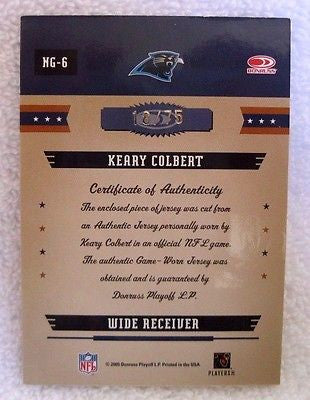 NG-6
DONRUSS
KEARY COLBERT
Certificate of Authenticity
The enclosed piece of jersey was cut from
an Authentic Jersey personally worn by
Keary Colbert in an official NFL game.
The authentic Game-Worn Jersey was
obtained and is guaranteed by
Donruss Playoff L.P.
WIDE RECEIVER
NFL
© 2005 Donruss Playoff L.P. Printed in the USA
PLAYERS INC